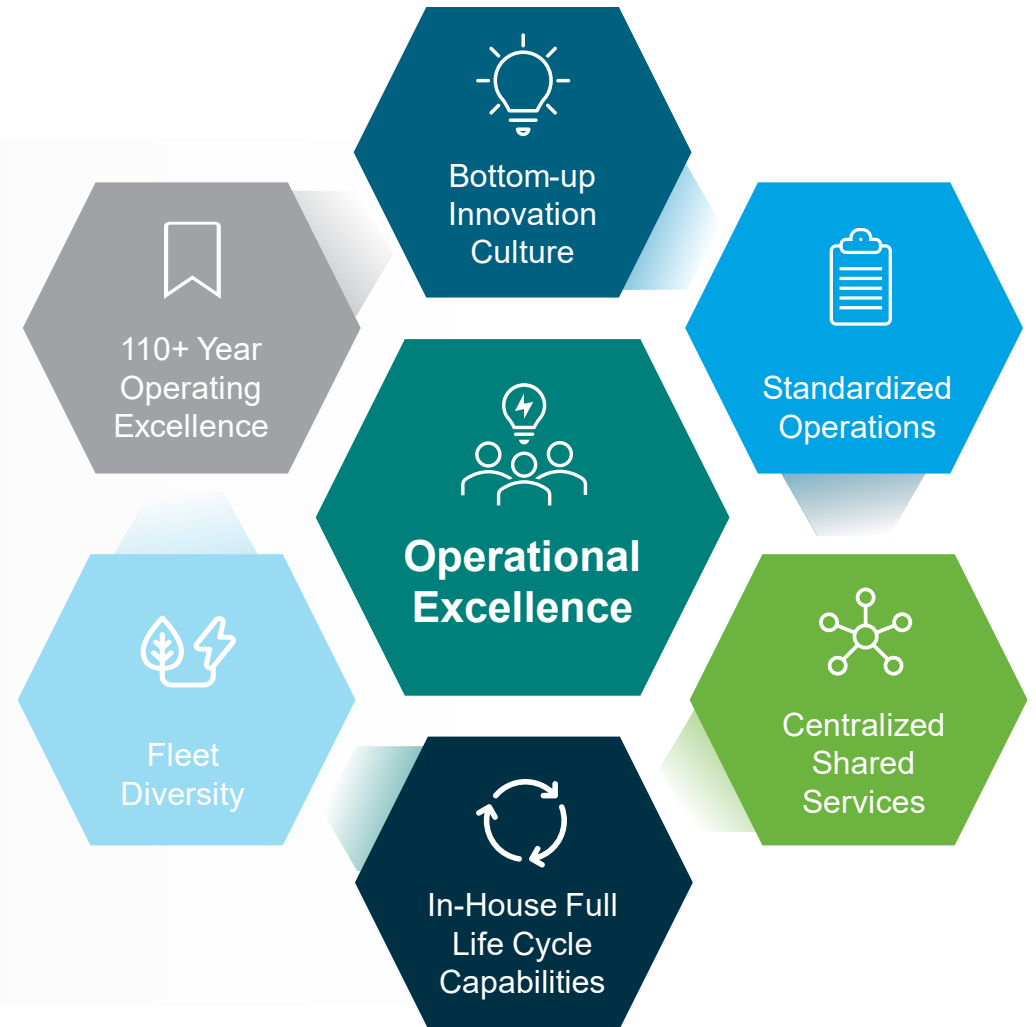 Bottom-up
Innovation
Culture
110+ Year
Operating
Excellence
Standardized
Operations
Operational
Excellence
Fleet
Diversity
Centralized
Shared
Services
In-House Full
Life Cycle
Capabilities